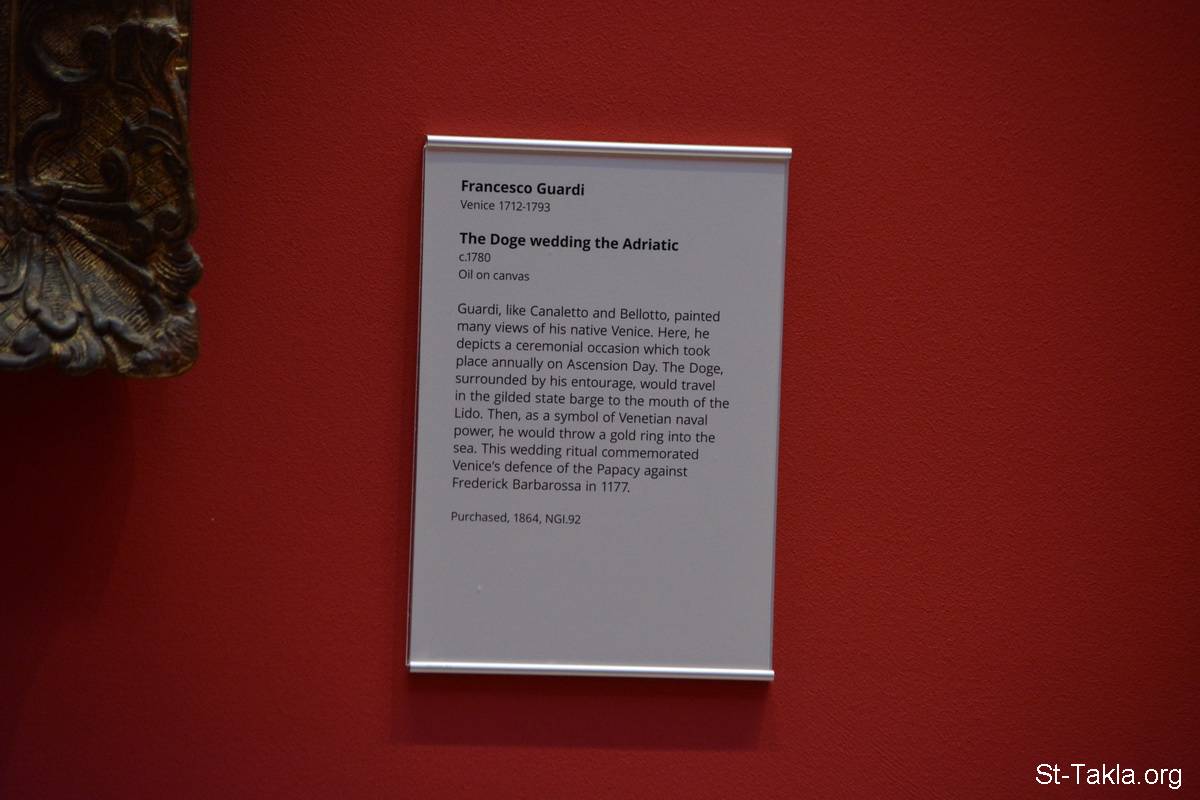 Francesco Guardi
Venice 1712-1793
The Doge wedding the Adriatic
c.1780
Oil on canvas
Guardi, like Canaletto and Bellotto, painted
many views of his native Venice. Here, he
depicts a ceremonial occasion which took
place annually on Ascension Day. The Doge,
surrounded by his entourage, would travel
in the gilded state barge to the mouth of the
Lido. Then, as a symbol of Venetian naval
power, he would throw a gold ring into the
sea. This wedding ritual commemorated
Venice's defence of the Papacy against
Frederick Barbarossa in 1177.
Purchased, 1864, NGI.92
St-Takla.org